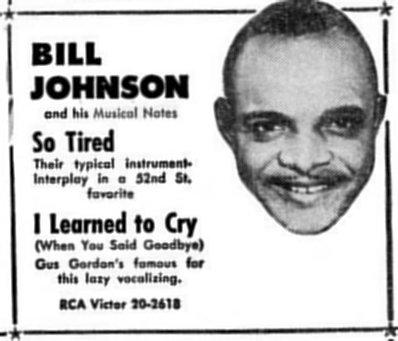 BILL
JOHNSON
and his Musical Notes
So Tired
Their typical instrument-
interplay in a 52nd St.
favorite
I Learned to Cry
(When You Said Goodbye)
Gus Gordon's famous for
this lazy vocalizing.
RCA Victor 20-2618